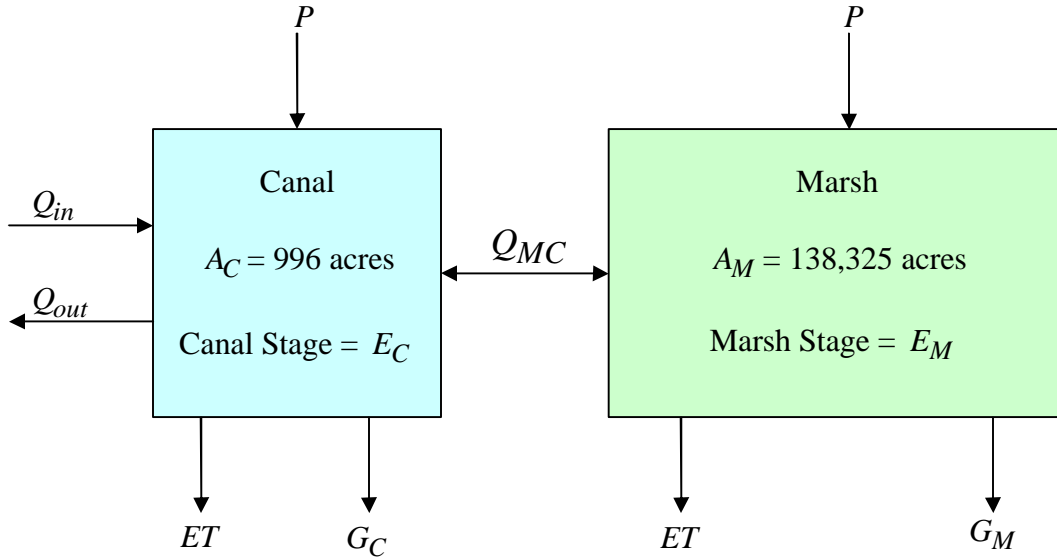 P
P
Canal
Marsh
Q_in
A_C = 996 acres
Q_MC
A_M = 138,325 acres
Q_out
Canal Stage = E_C
Marsh Stage = E_M
ET
G_C
ET
G_M